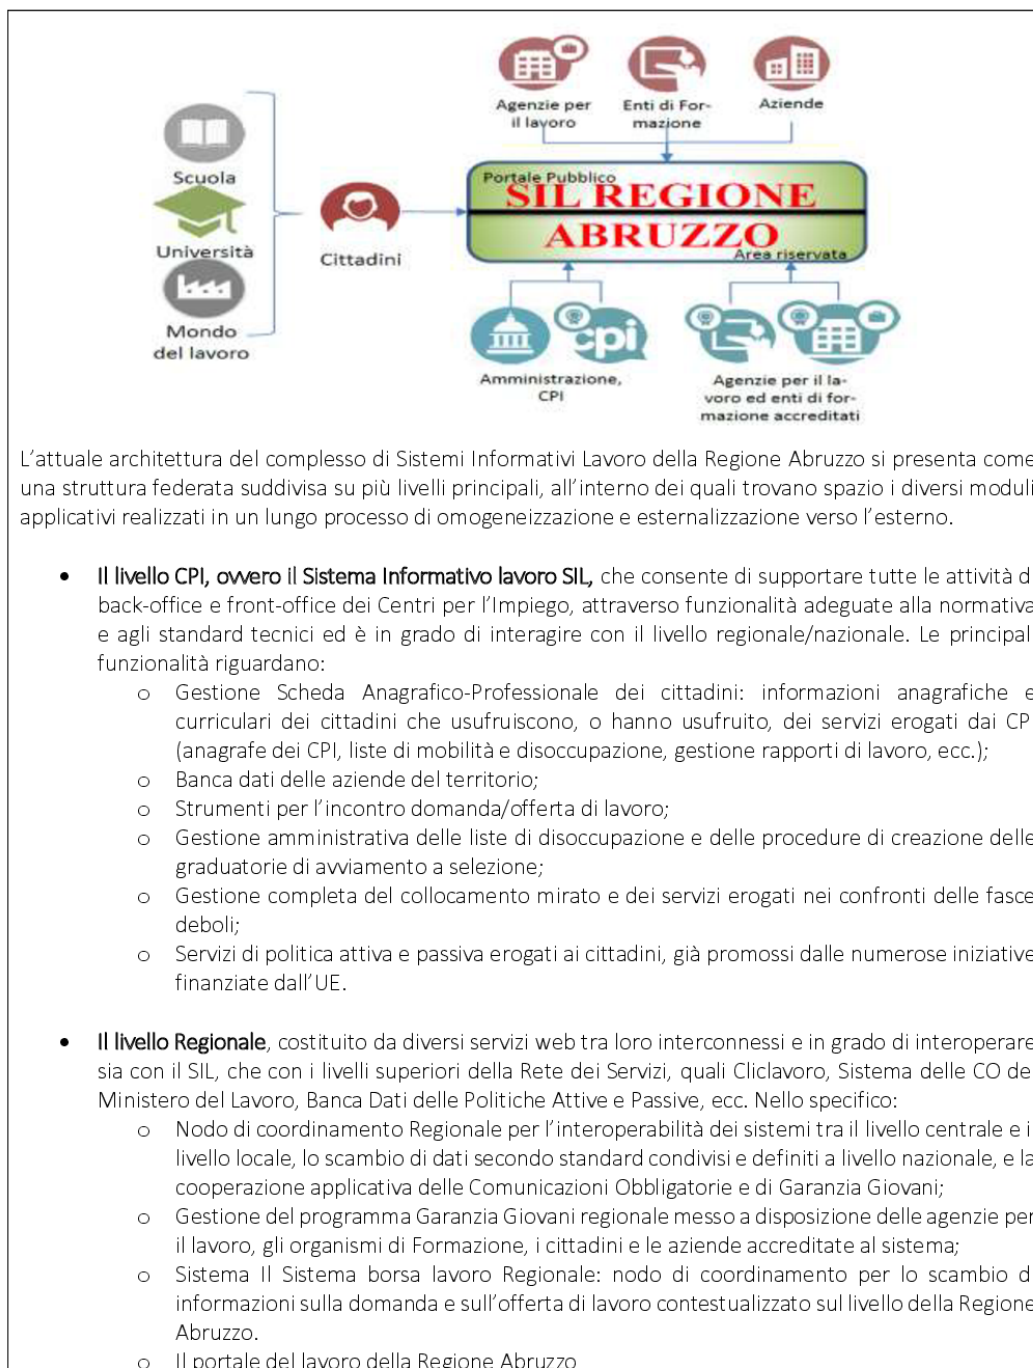 Agenzie per
il lavoro
Enti di For-
mazione
Aziende
Scuola
Università
Mondo
del lavoro
Cittadini
Portale Pubblico
SIL REGIONE
ABRUZZO
Area riservata
cpi
Amministrazione,
CPI
Agenzie per il la-
voro ed enti di for-
mazione accreditati
L'attuale architettura del complesso di Sistemi Informativi Lavoro della Regione Abruzzo si presenta come
una struttura federata suddivisa su più livelli principali, all'interno dei quali trovano spazio i diversi moduli
applicativi realizzati in un lungo processo di omogeneizzazione e esternalizzazione verso l'esterno.
• Il livello CPI, ovvero il Sistema Informativo lavoro SIL, che consente di supportare tutte le attività d
back-office e front-office dei Centri per l'Impiego, attraverso funzionalità adeguate alla normativa
e agli standard tecnici ed è in grado di interagire con il livello regionale/nazionale. Le principal
funzionalità riguardano:
o Gestione Scheda Anagrafico-Professionale dei cittadini: informazioni anagrafiche e
curriculari dei cittadini che usufruiscono, o hanno usufruito, dei servizi erogati dai CP
(anagrafe dei CPI, liste di mobilità e disoccupazione, gestione rapporti di lavoro, ecc.);
o Banca dati delle aziende del territorio;
o Strumenti per l'incontro domanda/offerta di lavoro;
o Gestione amministrativa delle liste di disoccupazione e delle procedure di creazione delle
graduatorie di avviamento a selezione;
o Gestione completa del collocamento mirato e dei servizi erogati nei confronti delle fasce
deboli;
o Servizi di politica attiva e passiva erogati ai cittadini, già promossi dalle numerose iniziative
finanziate dall'UE.
• Il livello Regionale, costituito da diversi servizi web tra loro interconnessi e in grado di interoperare
sia con il SIL, che con i livelli superiori della Rete dei Servizi, quali Cliclavoro, Sistema delle CO de
Ministero del Lavoro, Banca Dati delle Politiche Attive e Passive, ecc. Nello specifico:
o Nodo di coordinamento Regionale per l'interoperabilità dei sistemi tra il livello centrale e i
livello locale, lo scambio di dati secondo standard condivisi e definiti a livello nazionale, e la
cooperazione applicativa delle Comunicazioni Obbligatorie e di Garanzia Giovani;
o Gestione del programma Garanzia Giovani regionale messo a disposizione delle agenzie per
il lavoro, gli organismi di Formazione, i cittadini e le aziende accreditate al sistema;
o Sistema Il Sistema borsa lavoro Regionale: nodo di coordinamento per lo scambio d
informazioni sulla domanda e sull'offerta di lavoro contestualizzato sul livello della Regione
Abruzzo.
o Il portale del lavoro della Regione Abruzzo